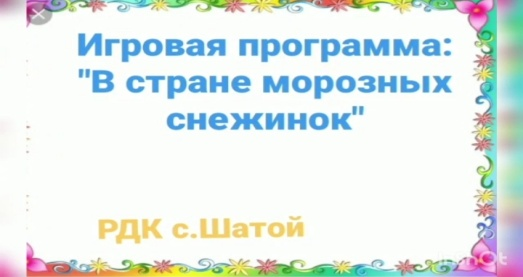 Игровая программа:
"В стране морозных
снежинок"
РДК с.Шатой